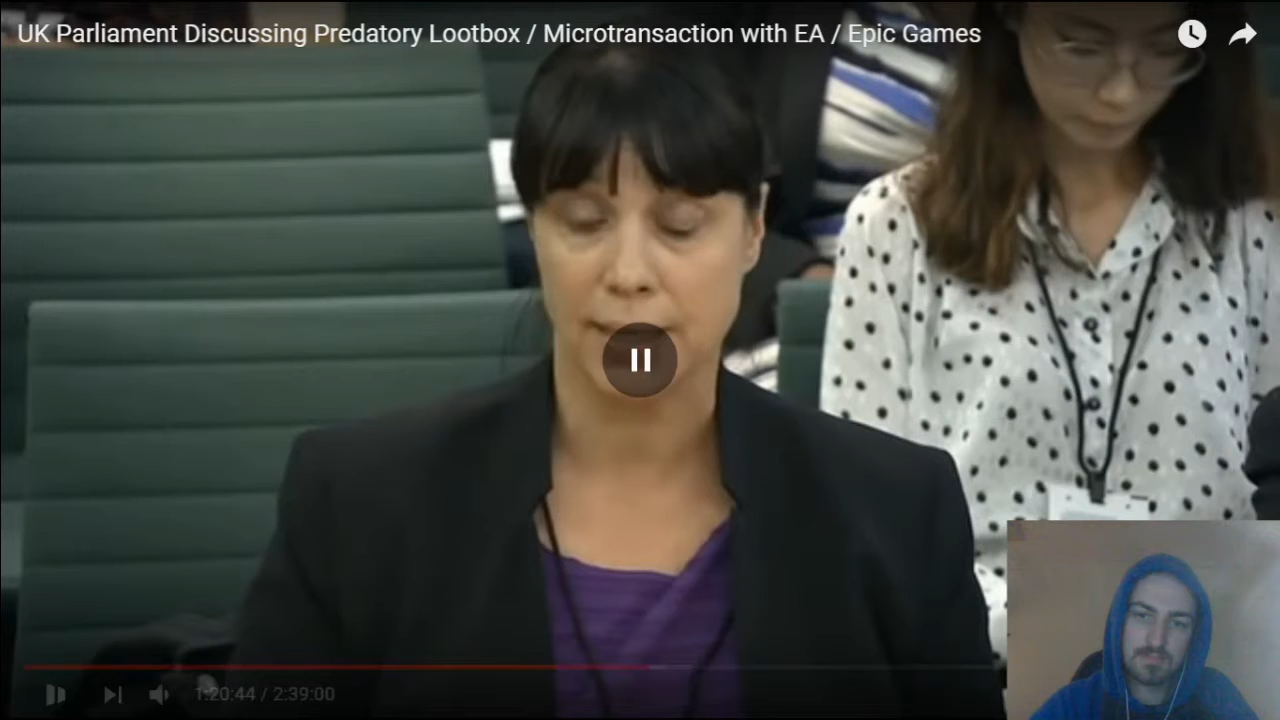 UK Parliament Discussing Predatory Lootbox / Microtransaction with EA / Epic Games
1:20:44 / 2:39:00